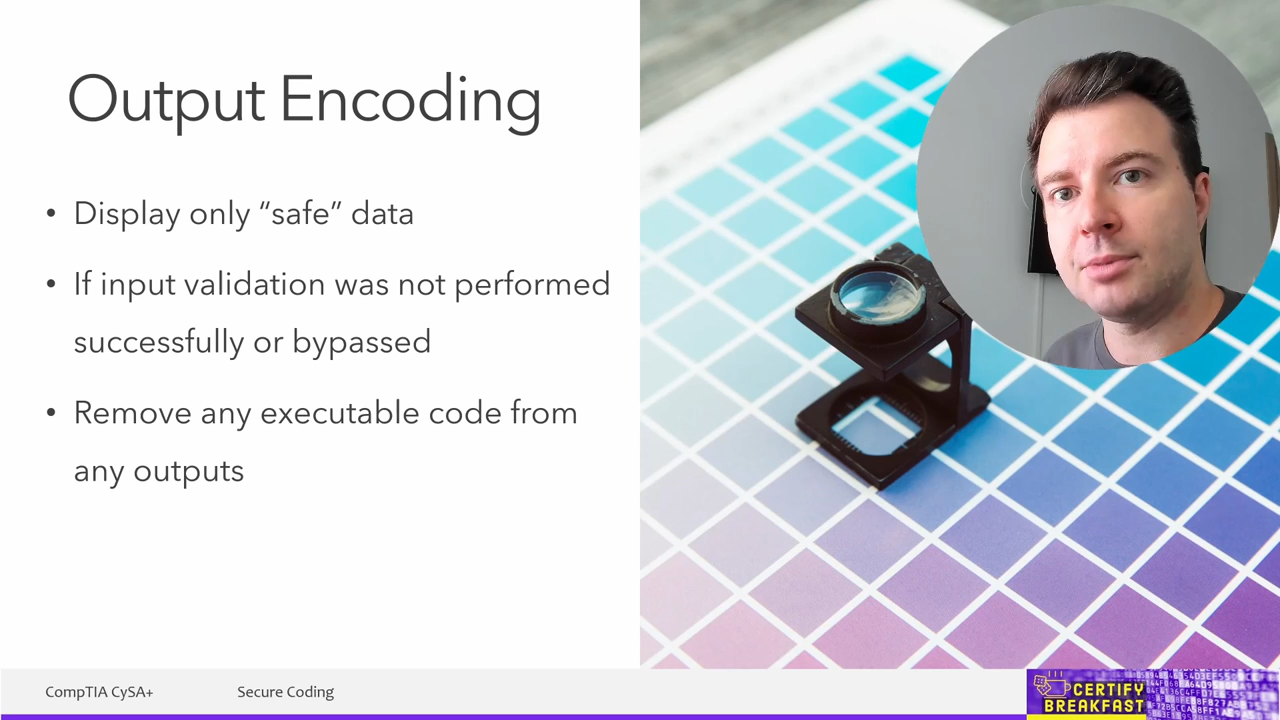 Output Encoding
• Display only “safe” data
• If input validation was not performed
successfully or bypassed
• Remove any executable code from
any outputs
CompTIA CySA+
Secure Coding
CERTIFY
BREAKFAST